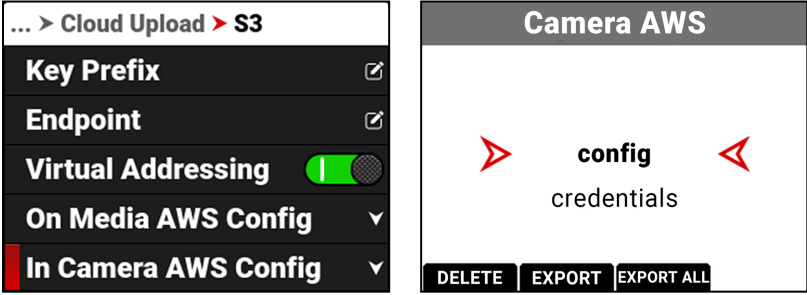 ... > Cloud Upload > S3
Key Prefix
Endpoint
Virtual Addressing
On Media AWS Config
In Camera AWS Config
Camera AWS
config
credentials
DELETE EXPORT EXPORT ALL